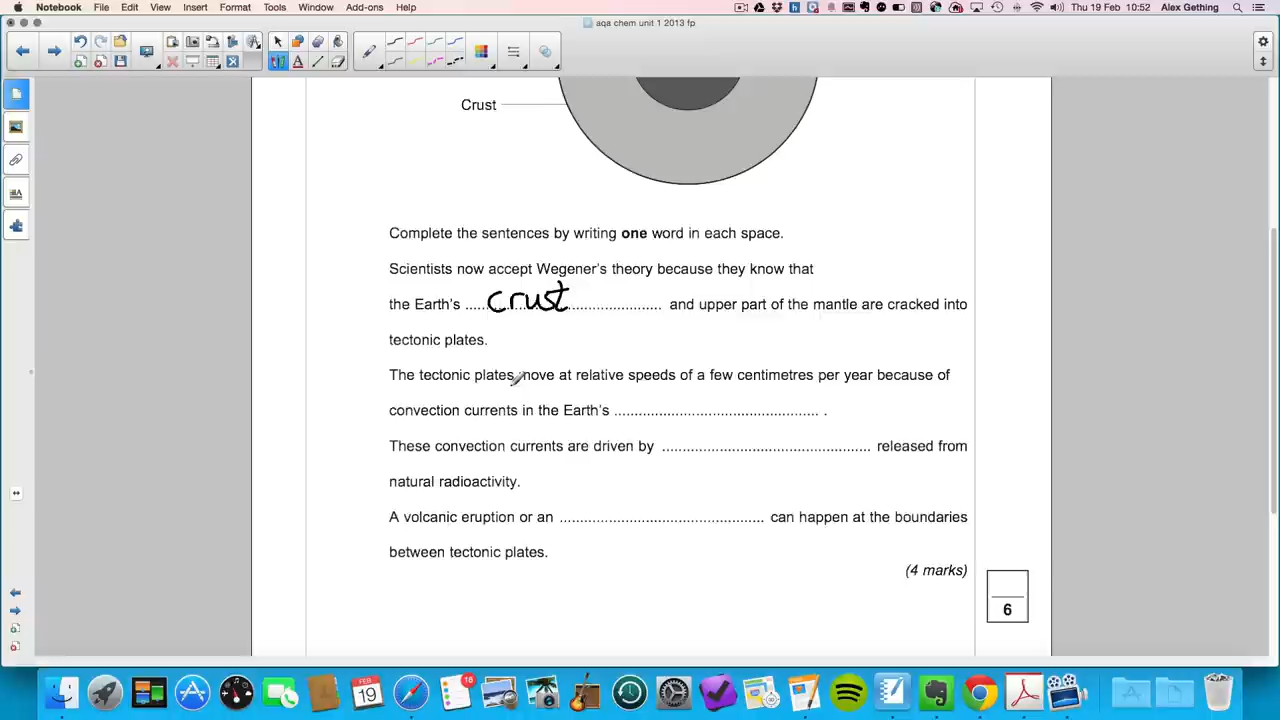 Notebook File Edit View Insert Format Tools Window Add-Ons Help Thu 19 Feb 10:52 Alex Gething
aqa chem unit 1 2013 fp
Crust
Complete the sentences by writing one word in each space.
Scientists now accept Wegener's theory because they know that
the Earth's ..... crust ..................... and upper part of the mantle are cracked into
tectonic plates.
The tectonic plates move at relative speeds of a few centimetres per year because of
convection currents in the Earth's .................................................. .
These convection currents are driven by .................................................. released from
natural radioactivity.
A volcanic eruption or an .................................................. can happen at the boundaries
between tectonic plates.
(4 marks)
6
FEB
19
18